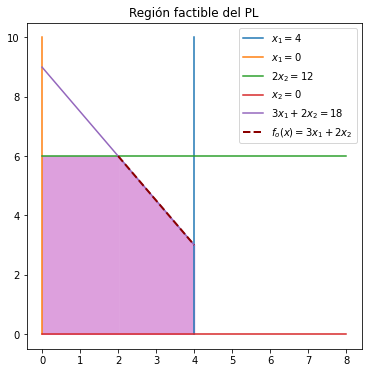 Región factible del PL
x₁ = 4
x₁ = 0
2x₂ = 12
x₂ = 0
3x₁ + 2x₂ = 18
fₒ(x) = 3x₁ + 2x₂
10
8
6
4
2
0
0 1 2 3 4 5 6 7 8